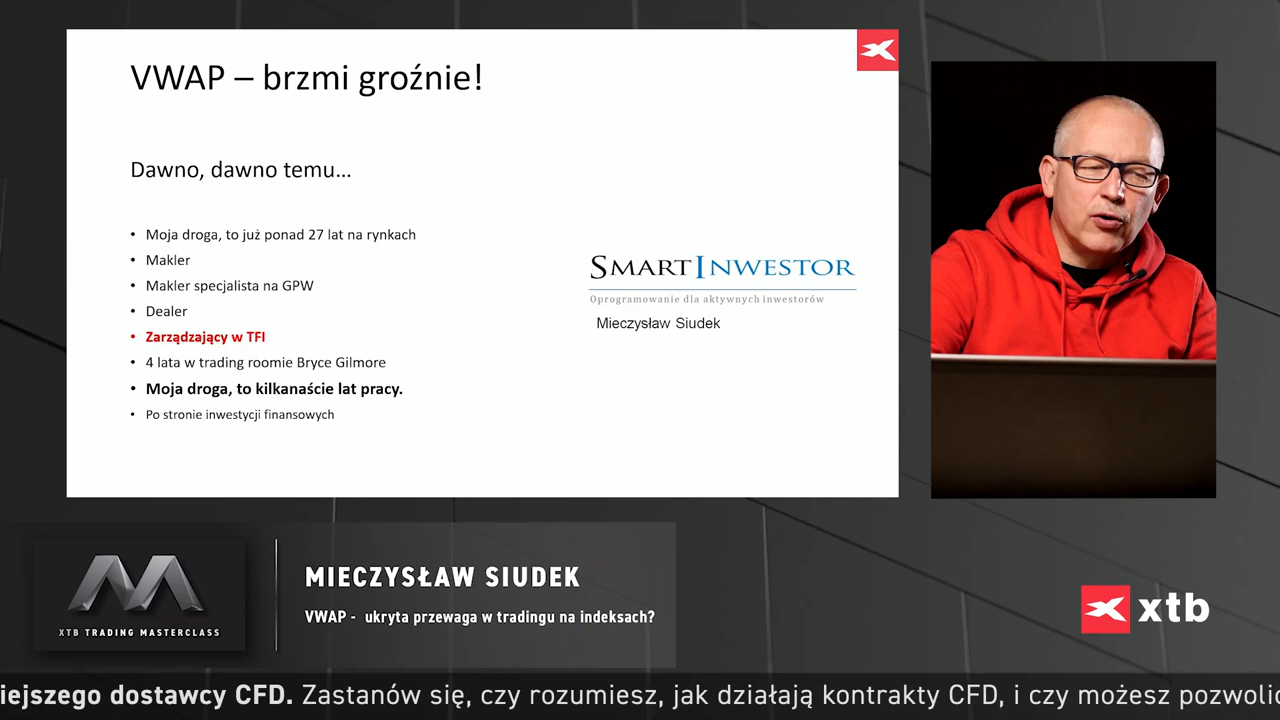 VWAP – brzmi groźnie!
Dawno, dawno temu...
• Moja droga, to już ponad 27 lat na rynkach
• Makler
• Makler specjalista na GPW
• Dealer
• Zarządzający w TFI
• 4 lata w trading roomie Bryce Gilmore
• Moja droga, to kilkanaście lat pracy.
• Po stronie inwestycji finansowych
SMARTINWESTOR
Oprogramowanie dla aktywnych inwestorów
Mieczysław Siudek
XTB TRADING MASTERCLASS
MIECZYSŁAW SIUDEK
VWAP - ukryta przewaga w tradingu na indeksach?
xtb
iejszego dostawcy CFD. Zastanów się, czy rozumiesz, jak działają kontrakty CFD, i czy możesz pozwolić